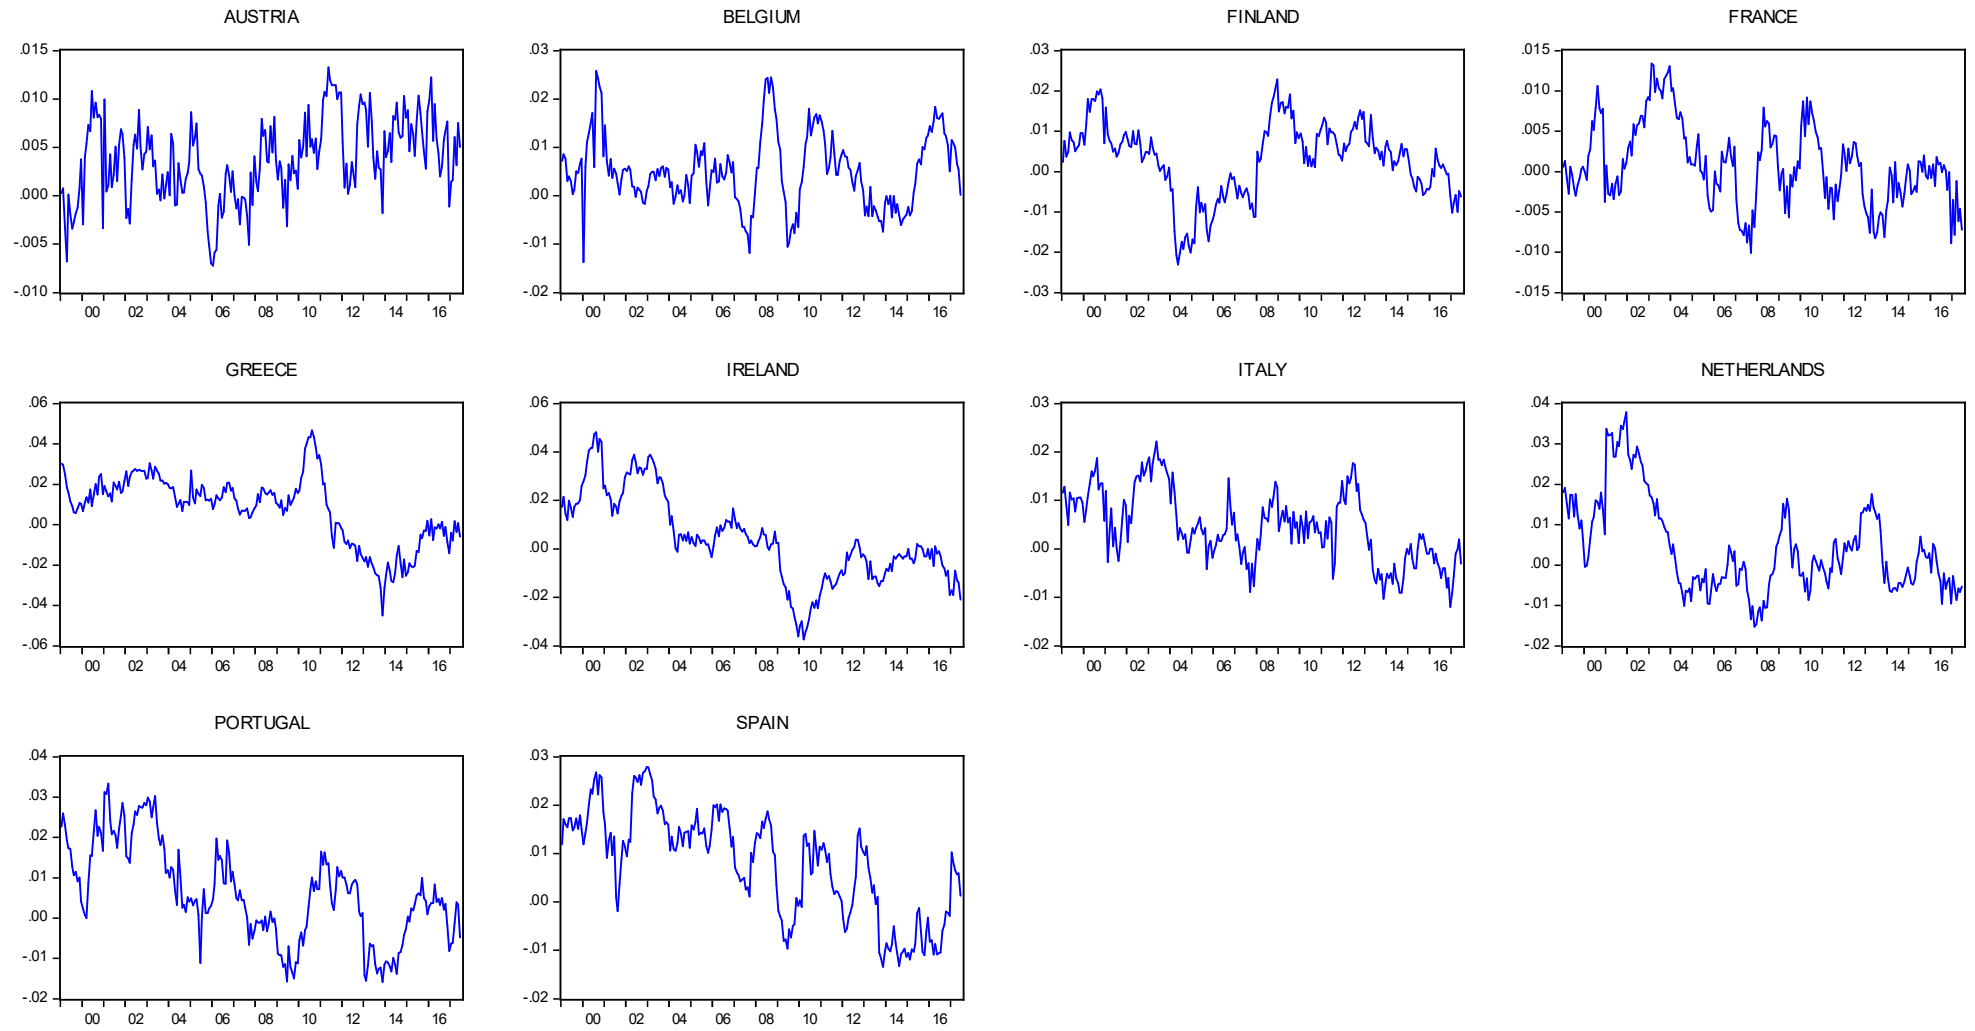 AUSTRIA BELGIUM FINLAND FRANCE
.015 .03 .03 .015
.010 .02 .02 .010
.005 .01 .01 .005
.000 .00 .00 .000
-.005 -.01 -.01 -.005
-.010 -.02 -.02 -.010
-.03 -.015
00 02 04 06 08 10 12 14 16 00 02 04 06 08 10 12 14 16 00 02 04 06 08 10 12 14 16 00 02 04 06 08 10 12 14 16
GREECE IRELAND ITALY NETHERLANDS
.06 .06 .03 .04
.04 .04 .02 .03
.02 .02 .01 .02
.00 .00 .00 .01
-.02 -.02 -.01 .00
-.04 -.04 -.02 -.01
-.06 -.02
00 02 04 06 08 10 12 14 16 00 02 04 06 08 10 12 14 16 00 02 04 06 08 10 12 14 16 00 02 04 06 08 10 12 14 16
PORTUGAL SPAIN
.04 .03
.03 .02
.02 .01
.01 .00
.00 -.01
-.01 -.02
-.02
00 02 04 06 08 10 12 14 16 00 02 04 06 08 10 12 14 16